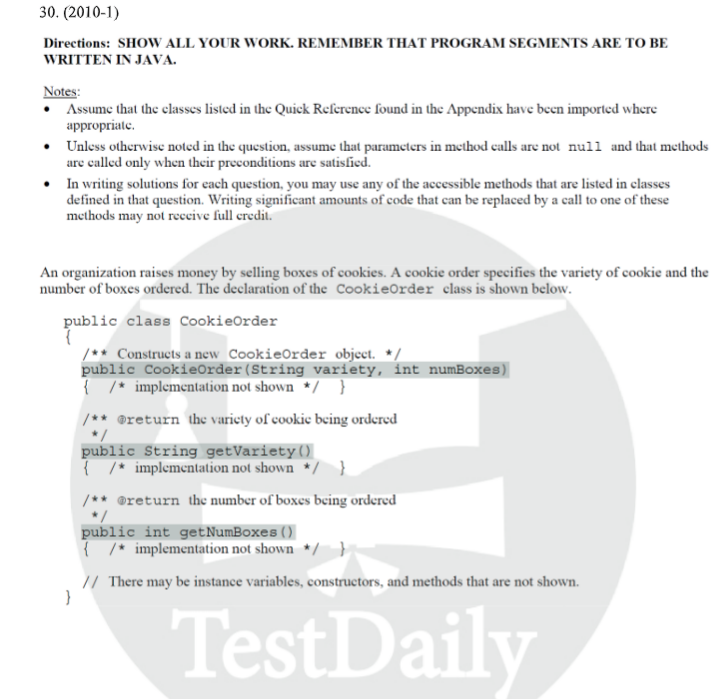 30. (2010-1)
Directions: SHOW ALL YOUR WORK. REMEMBER THAT PROGRAM SEGMENTS ARE TO BE
WRITTEN IN JAVA.
Notes:
• Assume that the classes listed in the Quick Reference found in the Appendix have been imported where
appropriate.
• Unless otherwise noted in the question, assume that parameters in method calls are not null and that methods
are called only when their preconditions are satisfied.
• In writing solutions for each question, you may use any of the accessible methods that are listed in classes
defined in that question. Writing significant amounts of code that can be replaced by a call to one of these
methods may not receive full credit.
An organization raises money by selling boxes of cookies. A cookie order specifies the variety of cookie and the
number of boxes ordered. The declaration of the CookieOrder class is shown below.
public class CookieOrder
{
/** Constructs a new CookieOrder object. */
public CookieOrder(String variety, int numBoxes)
{ /* implementation not shown */ }
/** @return the variety of cookie being ordered
*/
public String getVariety()
{ /* implementation not shown */ }
/** @return the number of boxes being ordered
*/
public int getNumBoxes()
{ /* implementation not shown */ }
// There may be instance variables, constructors, and methods that are not shown.
}
TestDaily